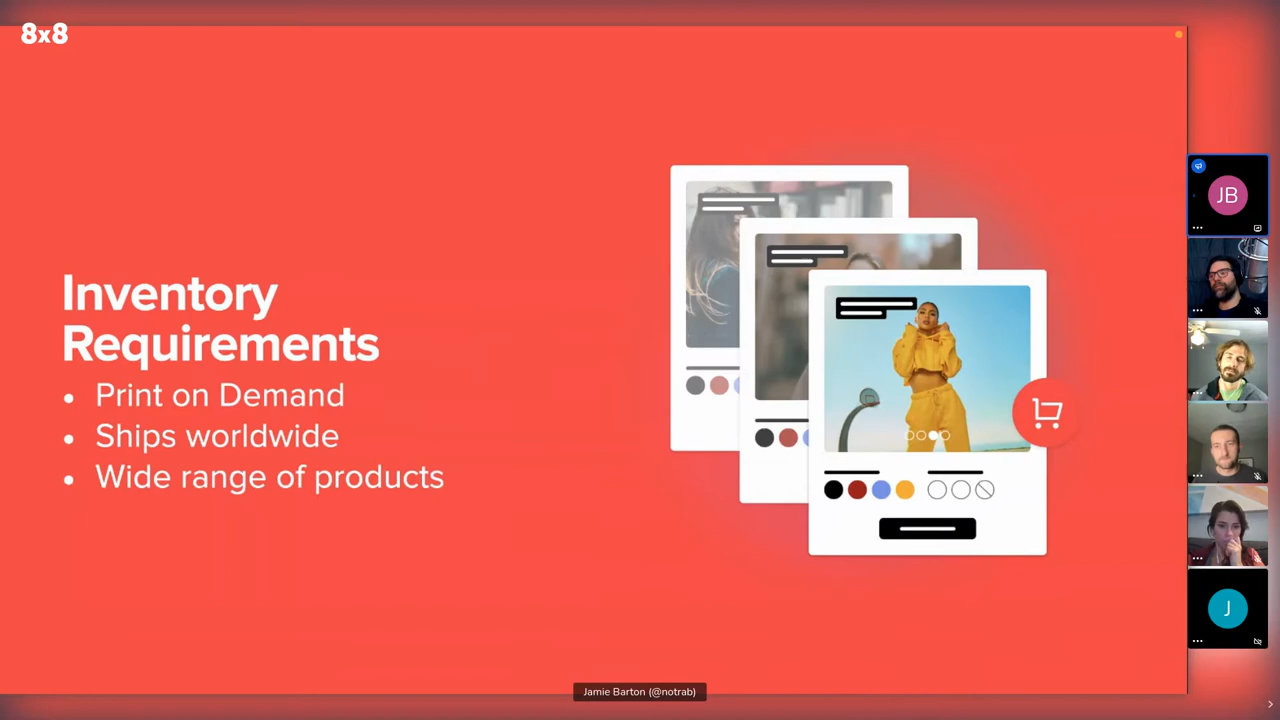 8x8
Inventory
Requirements
• Print on Demand
• Ships worldwide
• Wide range of products
JB
J
Jamie Barton (@notrab)